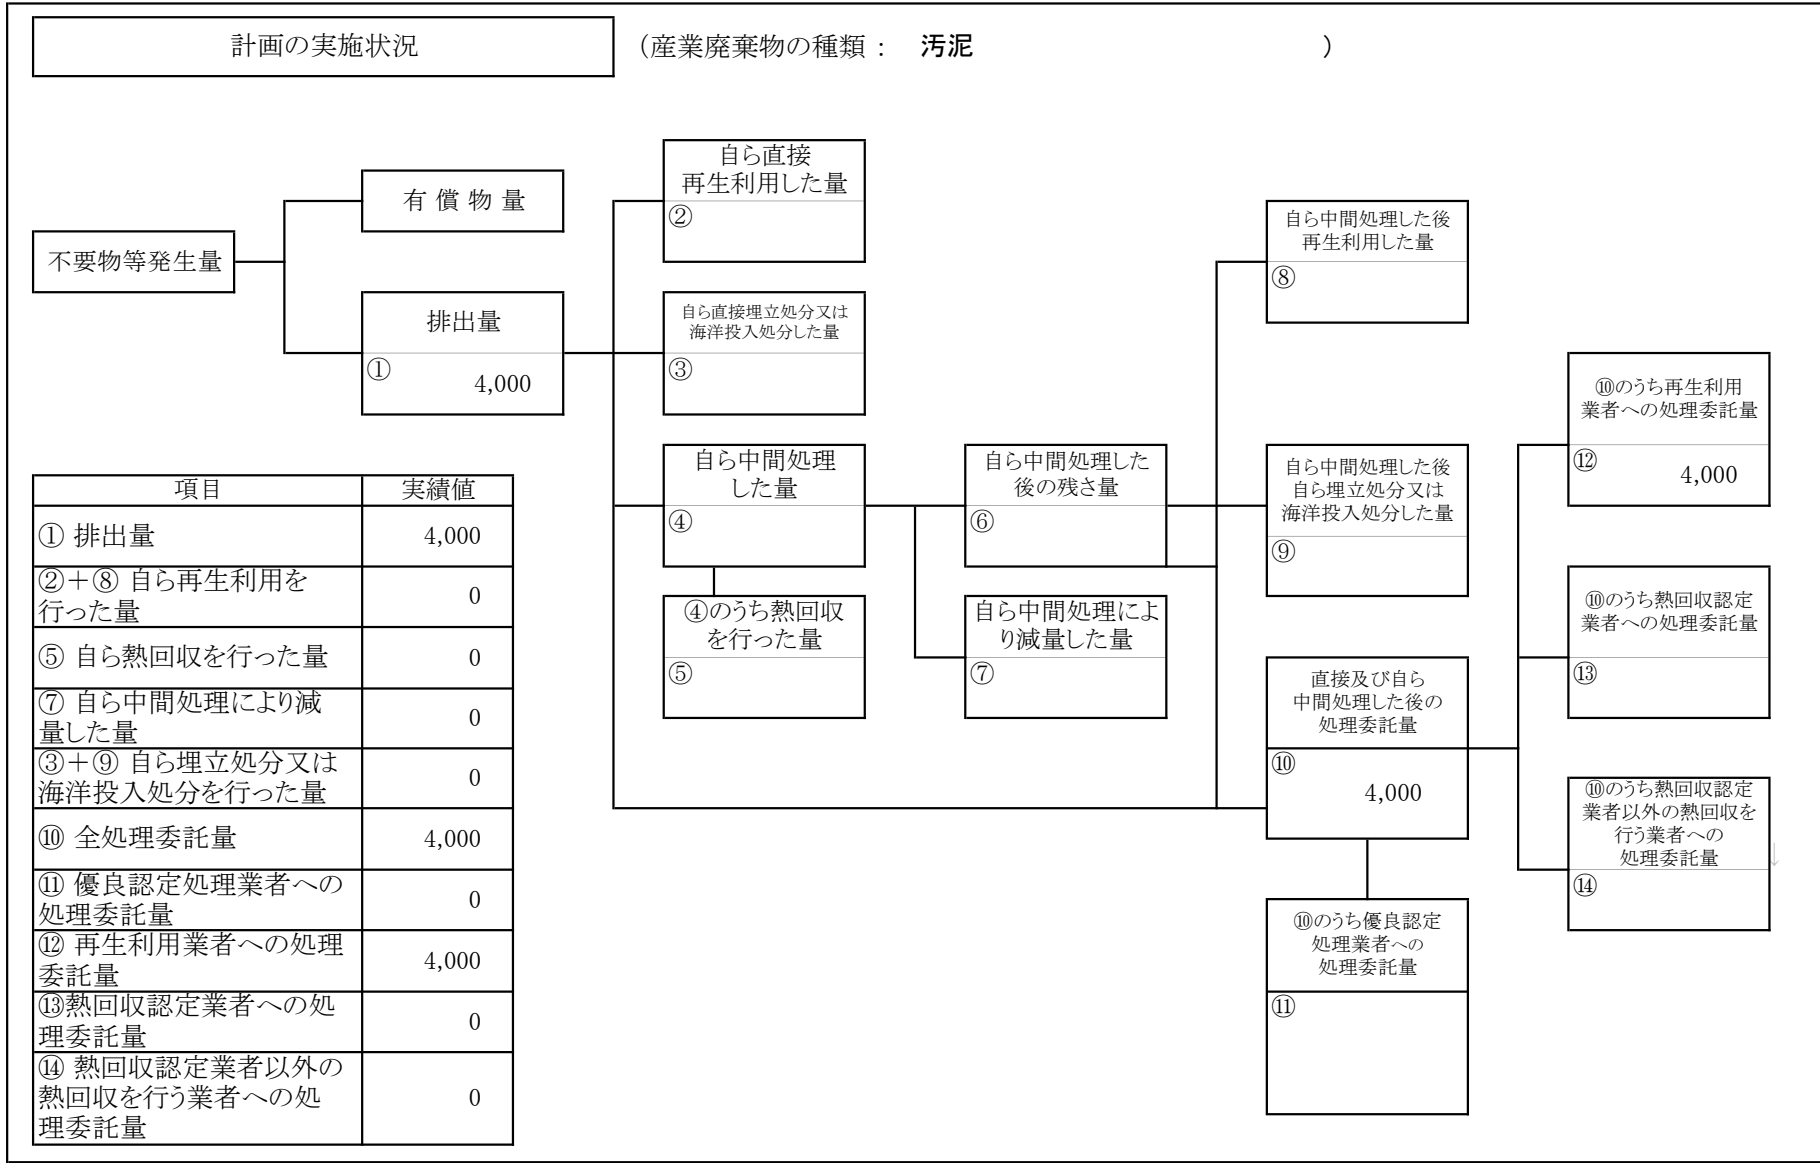 計画の実施状況
（産業廃棄物の種類： 汚泥 ）
不要物等発生量
有 償 物 量
排出量
① 4,000
自ら直接
再生利用した量
②
自ら直接埋立処分又は
海洋投入処分した量
③
自ら中間処理
した量
④
④のうち熱回収
を行った量
⑤
自ら中間処理した
後の残さ量
⑥
自ら中間処理によ
り減量した量
⑦
自ら中間処理した後
再生利用した量
⑧
自ら中間処理した後
自ら埋立処分又は
海洋投入処分した量
⑨
直接及び自ら
中間処理した後の
処理委託量
⑩
4,000
⑩のうち優良認定
処理業者への
処理委託量
⑪
⑩のうち再生利用
業者への処理委託量
⑫ 4,000
⑩のうち熱回収認定
業者への処理委託量
⑬
⑩のうち熱回収認定
業者以外の熱回収を
行う業者への
処理委託量
↓
⑭
項目 実績値
① 排出量 4,000
②＋⑧ 自ら再生利用を
行った量 0
⑤ 自ら熱回収を行った量 0
⑦ 自ら中間処理により減
量した量 0
③＋⑨ 自ら埋立処分又は
海洋投入処分を行った量 0
⑩ 全処理委託量 4,000
⑪ 優良認定処理業者への
処理委託量 0
⑫ 再生利用業者への処理
委託量 4,000
⑬熱回収認定業者への処
理委託量 0
⑭ 熱回収認定業者以外の
熱回収を行う業者への処
理委託量 0